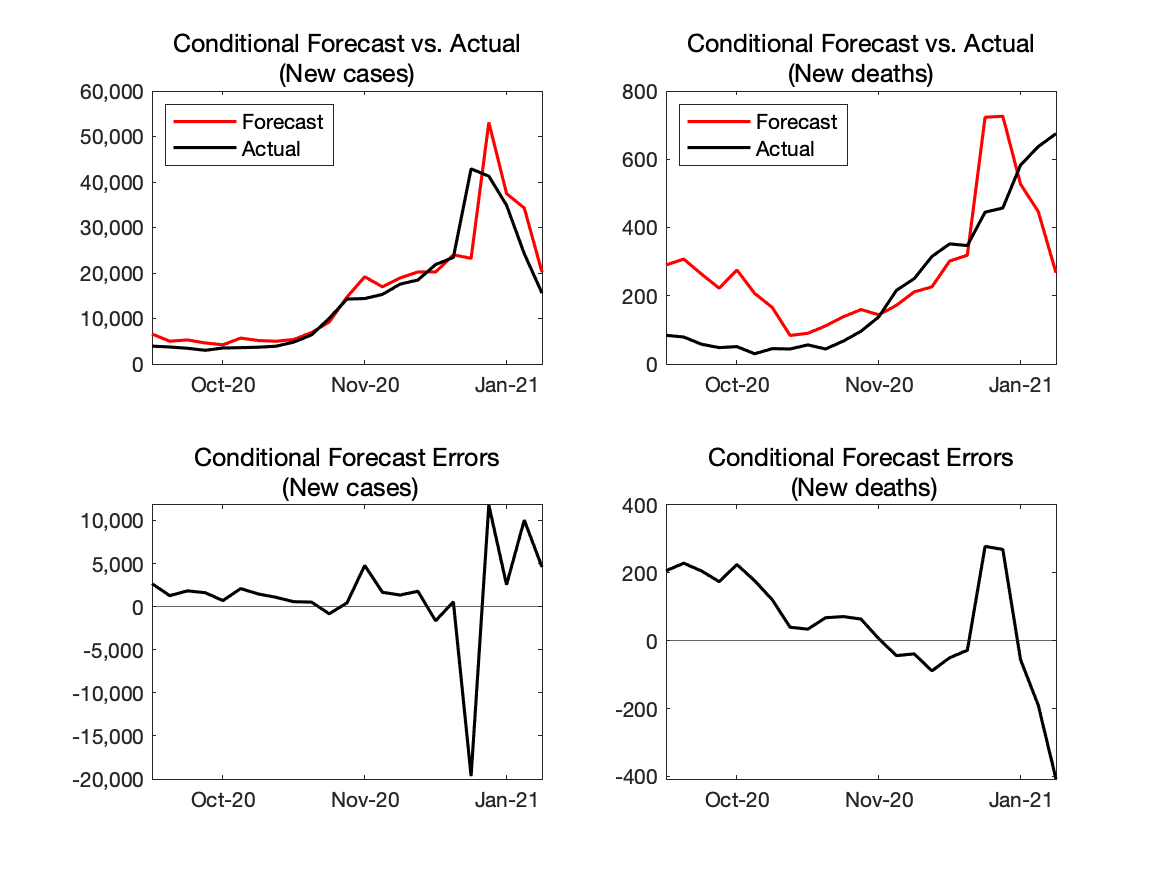 Conditional Forecast vs. Actual
(New cases)
60,000
50,000
40,000
30,000
20,000
10,000
0
Forecast
Actual
Oct-20
Nov-20
Jan-21
Conditional Forecast vs. Actual
(New deaths)
800
600
400
200
0
Forecast
Actual
Oct-20
Nov-20
Jan-21
Conditional Forecast Errors
(New cases)
10,000
5,000
0
-5,000
-10,000
-15,000
-20,000
Oct-20
Nov-20
Jan-21
Conditional Forecast Errors
(New deaths)
400
200
0
-200
-400
Oct-20
Nov-20
Jan-21